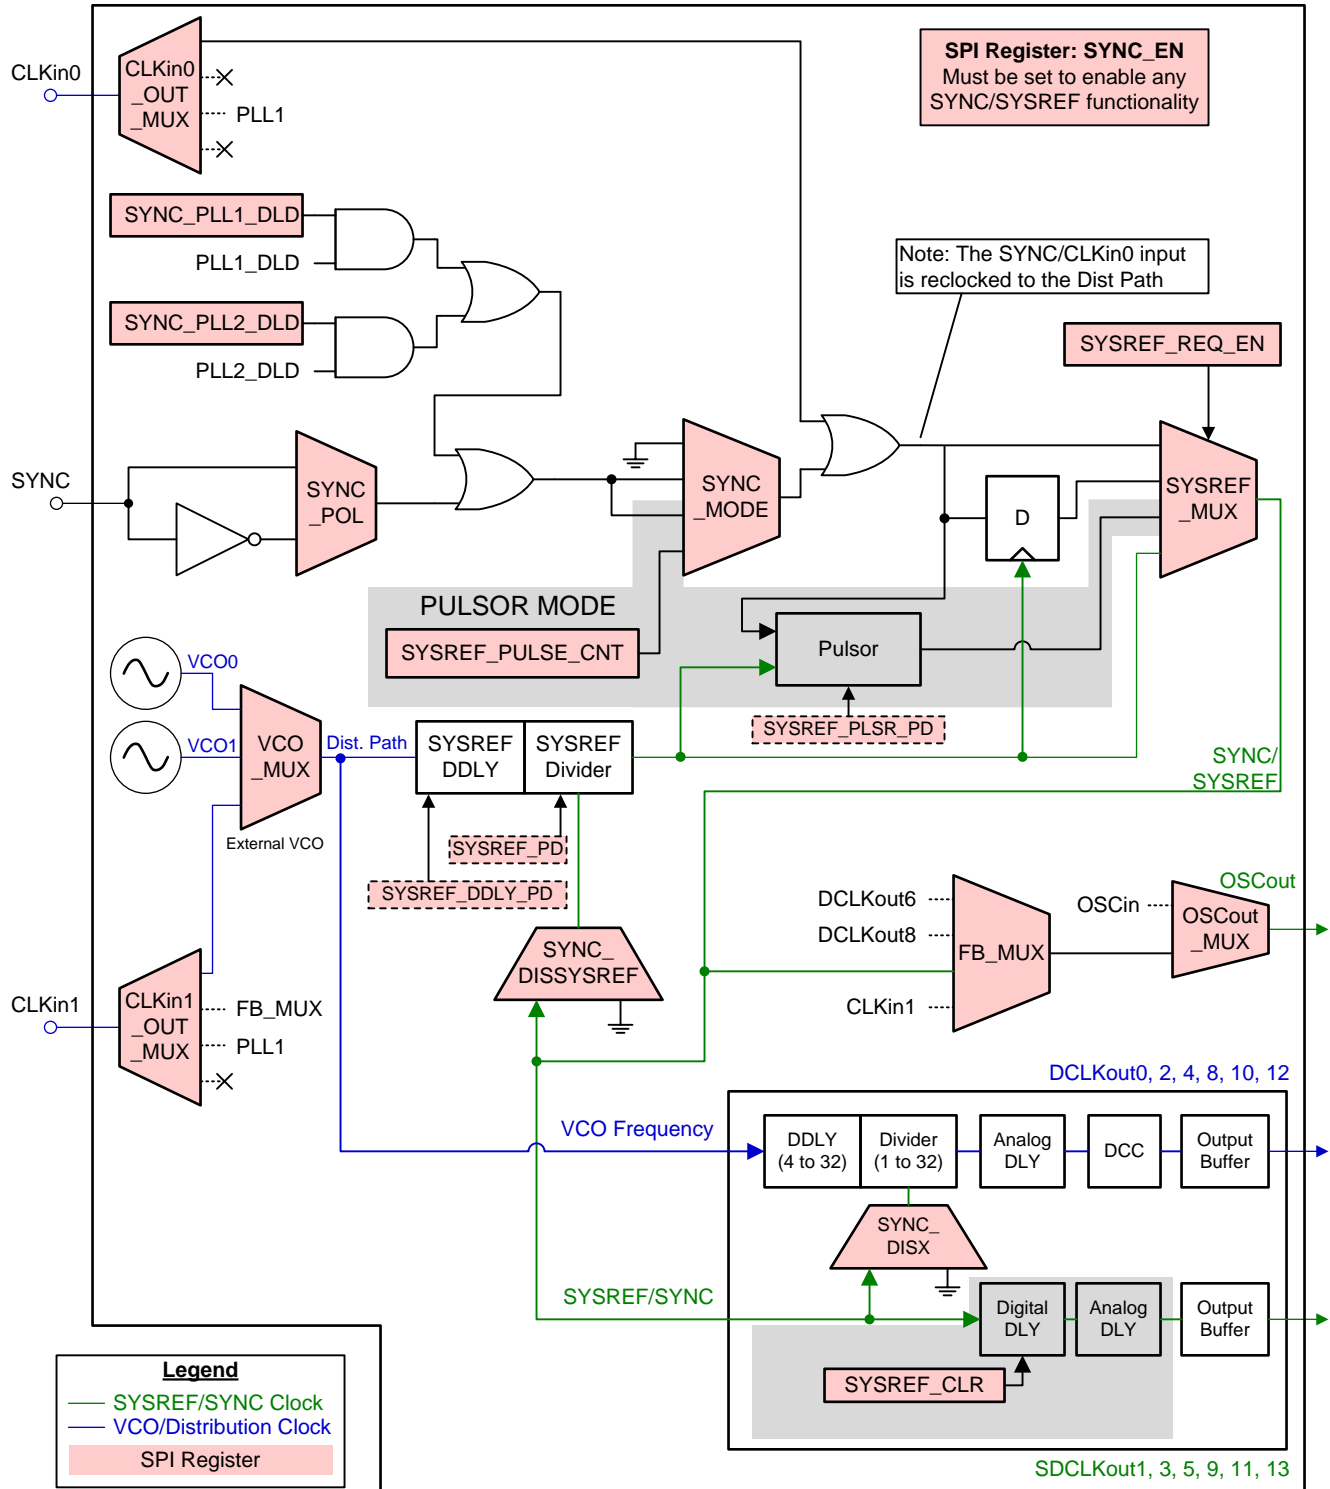 CLKin0
CLKin0
_OUT
_MUX
PLL1
SPI Register: SYNC_EN
Must be set to enable any
SYNC/SYSREF functionality
SYNC_PLL1_DLD
PLL1_DLD
SYNC_PLL2_DLD
PLL2_DLD
Note: The SYNC/CLKin0 input
is reclocked to the Dist Path
SYSREF_REQ_EN
SYNC
SYNC
_POL
SYNC
_MODE
SYSREF
_MUX
D
PULSOR MODE
SYSREF_PULSE_CNT
Pulsor
SYSREF_PLSR_PD
VCO0
VCO1
VCO
_MUX
External VCO
Dist. Path
SYSREF
DDLY
SYSREF
Divider
SYSREF_PD
SYSREF_DDLY_PD
SYNC/
SYSREF
SYNC_
DISSYSREF
DCLKout6
DCLKout8
CLKin1
FB_MUX
OSCin
OSCout
_MUX
OSCout
CLKin1
CLKin1
_OUT
_MUX
FB_MUX
PLL1
DCLKout0, 2, 4, 8, 10, 12
VCO Frequency
DDLY
(4 to 32)
Divider
(1 to 32)
Analog
DLY
DCC
Output
Buffer
SYNC_
DISX
SYSREF/SYNC
Digital
DLY
Analog
DLY
Output
Buffer
SYSREF_CLR
SDCLKout1, 3, 5, 9, 11, 13
Legend
SYSREF/SYNC Clock
VCO/Distribution Clock
SPI Register